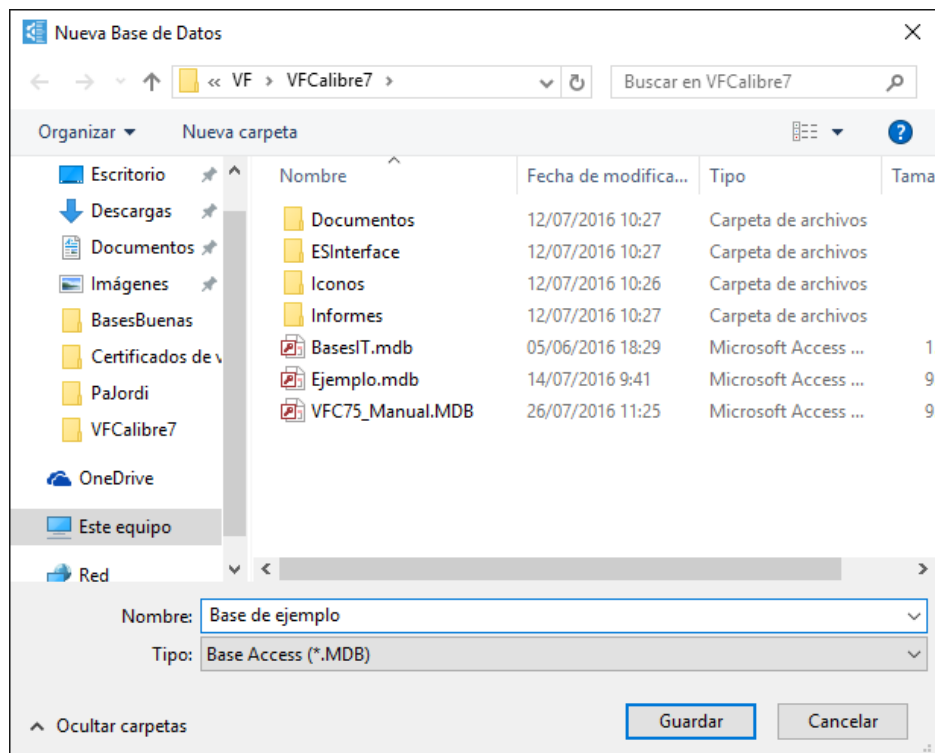 Nueva Base de Datos
« VF > VFCalibre7 >
Buscar en VFCalibre7
Organizar Nueva carpeta
Nombre Fecha de modifica... Tipo Tama
Escritorio
Descargas
Documentos
Imágenes
BasesBuenas
Certificados de v
PaJordi
VFCalibre7
OneDrive
Este equipo
Red
Documentos 12/07/2016 10:27 Carpeta de archivos
ESInterface 12/07/2016 10:27 Carpeta de archivos
Iconos 12/07/2016 10:26 Carpeta de archivos
Informes 12/07/2016 10:27 Carpeta de archivos
BasesIT.mdb 05/06/2016 18:29 Microsoft Access ... 1
Ejemplo.mdb 14/07/2016 9:41 Microsoft Access ... 9
VFC75_Manual.MDB 26/07/2016 11:25 Microsoft Access ... 9
Nombre: Base de ejemplo
Tipo: Base Access (*.MDB)
Ocultar carpetas
Guardar
Cancelar